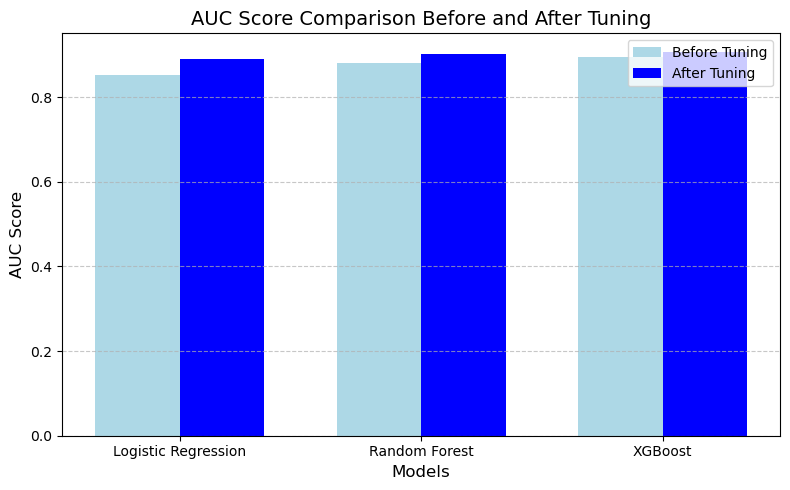 AUC Score Comparison Before and After Tuning
Before Tuning
After Tuning
AUC Score
0.8
0.6
0.4
0.2
0.0
Logistic Regression
Random Forest
XGBoost
Models